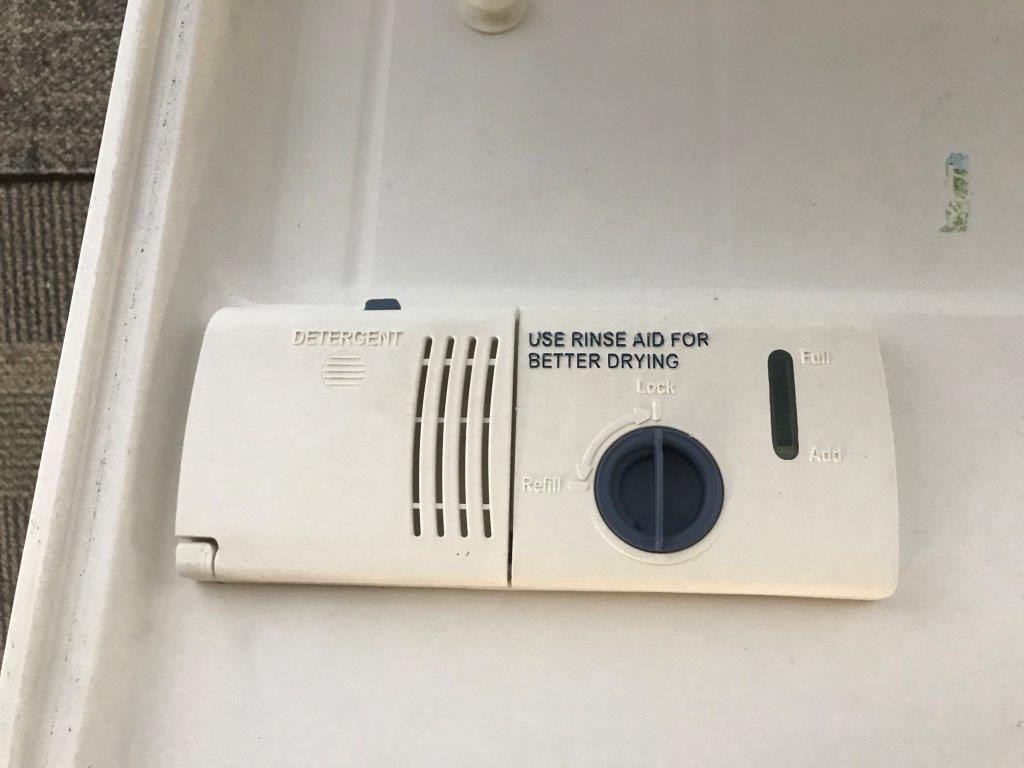 DETERGENT
USE RINSE AID FOR
BETTER DRYING
Lock
Refill
Full
Add